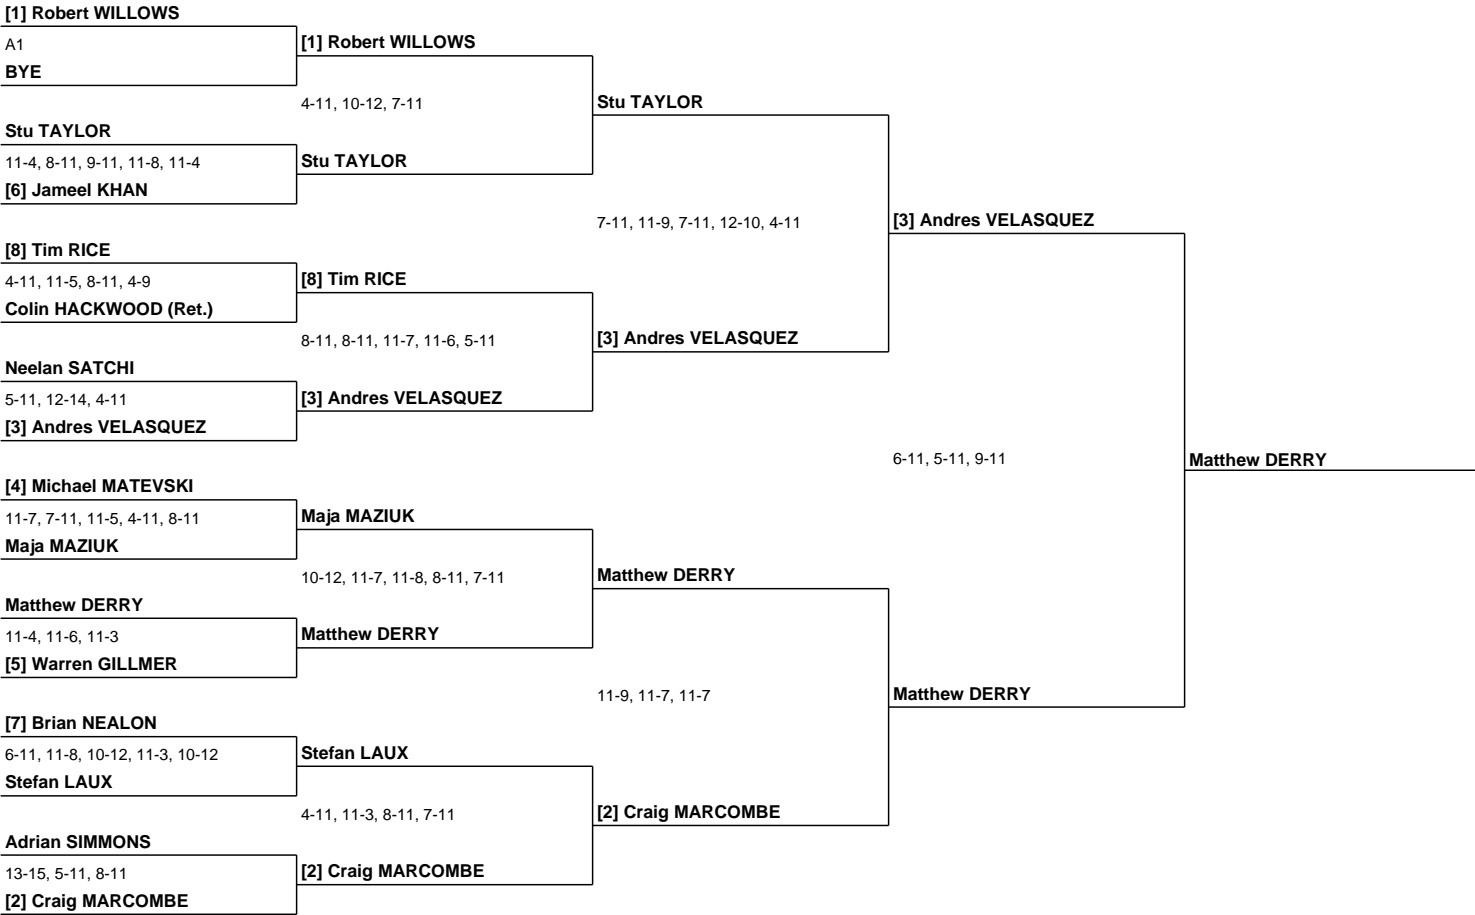 [1] Robert WILLOWS
A1
BYE
[1] Robert WILLOWS
4-11, 10-12, 7-11
Stu TAYLOR
Stu TAYLOR
11-4, 8-11, 9-11, 11-8, 11-4
[6] Jameel KHAN
Stu TAYLOR
7-11, 11-9, 7-11, 12-10, 4-11
[3] Andres VELASQUEZ
[8] Tim RICE
4-11, 11-5, 8-11, 4-9
Colin HACKWOOD (Ret.)
[8] Tim RICE
8-11, 8-11, 11-7, 11-6, 5-11
[3] Andres VELASQUEZ
Neelan SATCHI
5-11, 12-14, 4-11
[3] Andres VELASQUEZ
[3] Andres VELASQUEZ
6-11, 5-11, 9-11
Matthew DERRY
[4] Michael MATEVSKI
11-7, 7-11, 11-5, 4-11, 8-11
Maja MAZIUK
Maja MAZIUK
10-12, 11-7, 11-8, 8-11, 7-11
Matthew DERRY
Matthew DERRY
11-4, 11-6, 11-3
[5] Warren GILLMER
Matthew DERRY
11-9, 11-7, 11-7
Matthew DERRY
[7] Brian NEALON
6-11, 11-8, 10-12, 11-3, 10-12
Stefan LAUX
Stefan LAUX
4-11, 11-3, 8-11, 7-11
[2] Craig MARCOMBE
Adrian SIMMONS
13-15, 5-11, 8-11
[2] Craig MARCOMBE
[2] Craig MARCOMBE